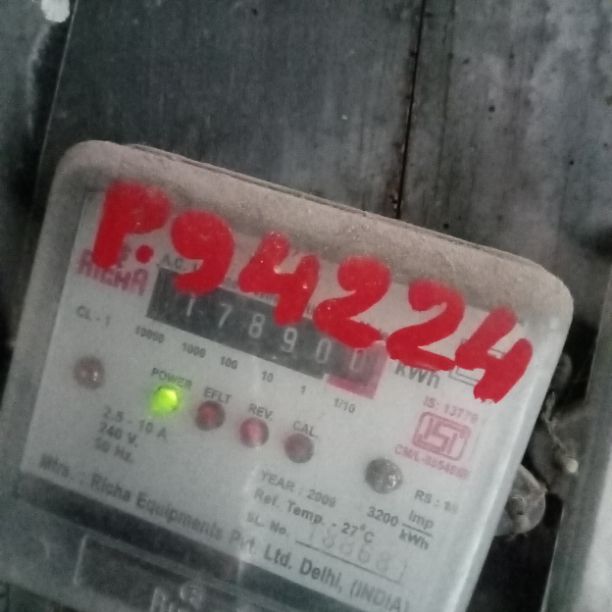 P.94224
RICHA
A.C.
178900
kWh
CL - 1
10000 1000 100 10 1 1/10
IS: 13779
POWER EFLT REV. CAL.
ISI
2.5 - 10 A
240 V.
50 Hz.
YEAR : 2009
Ref. Temp. - 27°C
SL. No.
3200 Imp
kWh
Mfrs. : Richa Equipments Pvt. Ltd. Delhi, (INDIA)